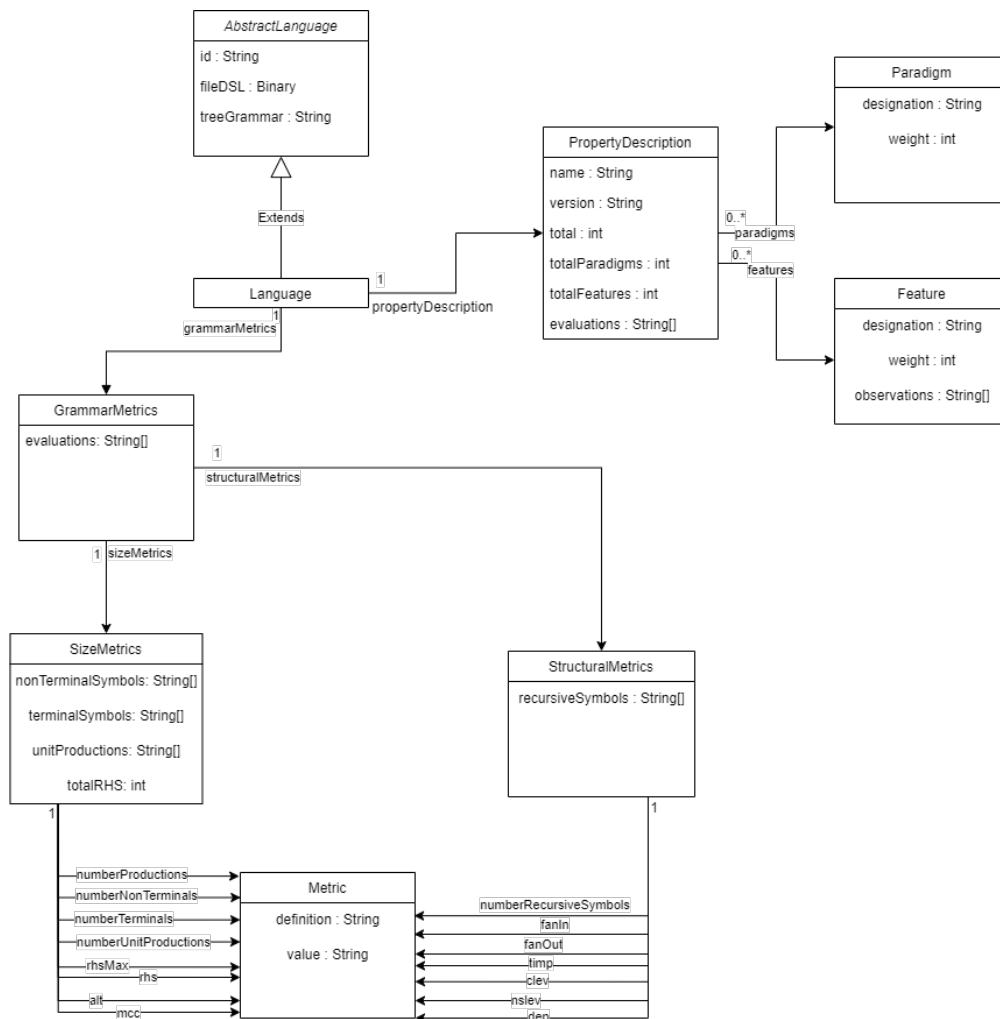 AbstractLanguage
id : String
fileDSL : Binary
treeGrammar : String
Extends
Language
1
propertyDescription
1
grammarMetrics
PropertyDescription
name : String
version : String
total : int
totalParadigms : int
totalFeatures : int
evaluations : String[]
0..*
paradigms
0..*
features
Paradigm
designation : String
weight : int
Feature
designation : String
weight : int
observations : String[]
GrammarMetrics
evaluations: String[]
1
structuralMetrics
1 sizeMetrics
SizeMetrics
nonTerminalSymbols: String[]
terminalSymbols: String[]
unitProductions: String[]
totalRHS: int
1
StructuralMetrics
recursiveSymbols : String[]
1
numberProductions
numberNonTerminals
numberTerminals
numberUnitProductions
rhsMax
rhs
alt
mcc
Metric
definition : String
value : String
numberRecursiveSymbols
fanIn
fanOut
timp
clev
nslev
dep